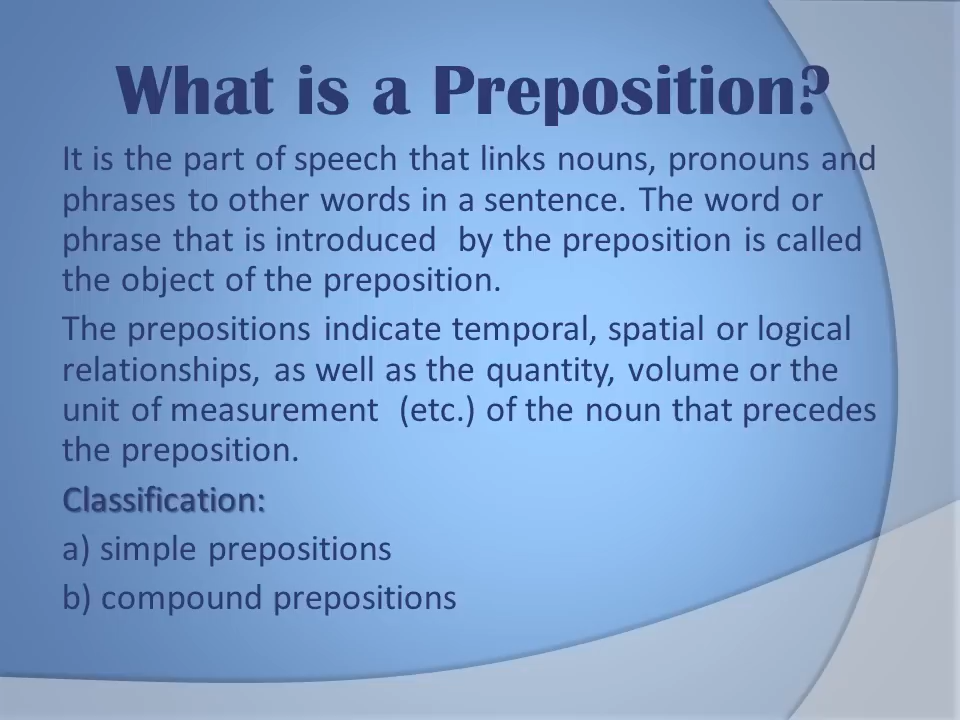 What is a Preposition?
It is the part of speech that links nouns, pronouns and
phrases to other words in a sentence. The word or
phrase that is introduced by the preposition is called
the object of the preposition.
The prepositions indicate temporal, spatial or logical
relationships, as well as the quantity, volume or the
unit of measurement (etc.) of the noun that precedes
the preposition.
Classification:
a) simple prepositions
b) compound prepositions